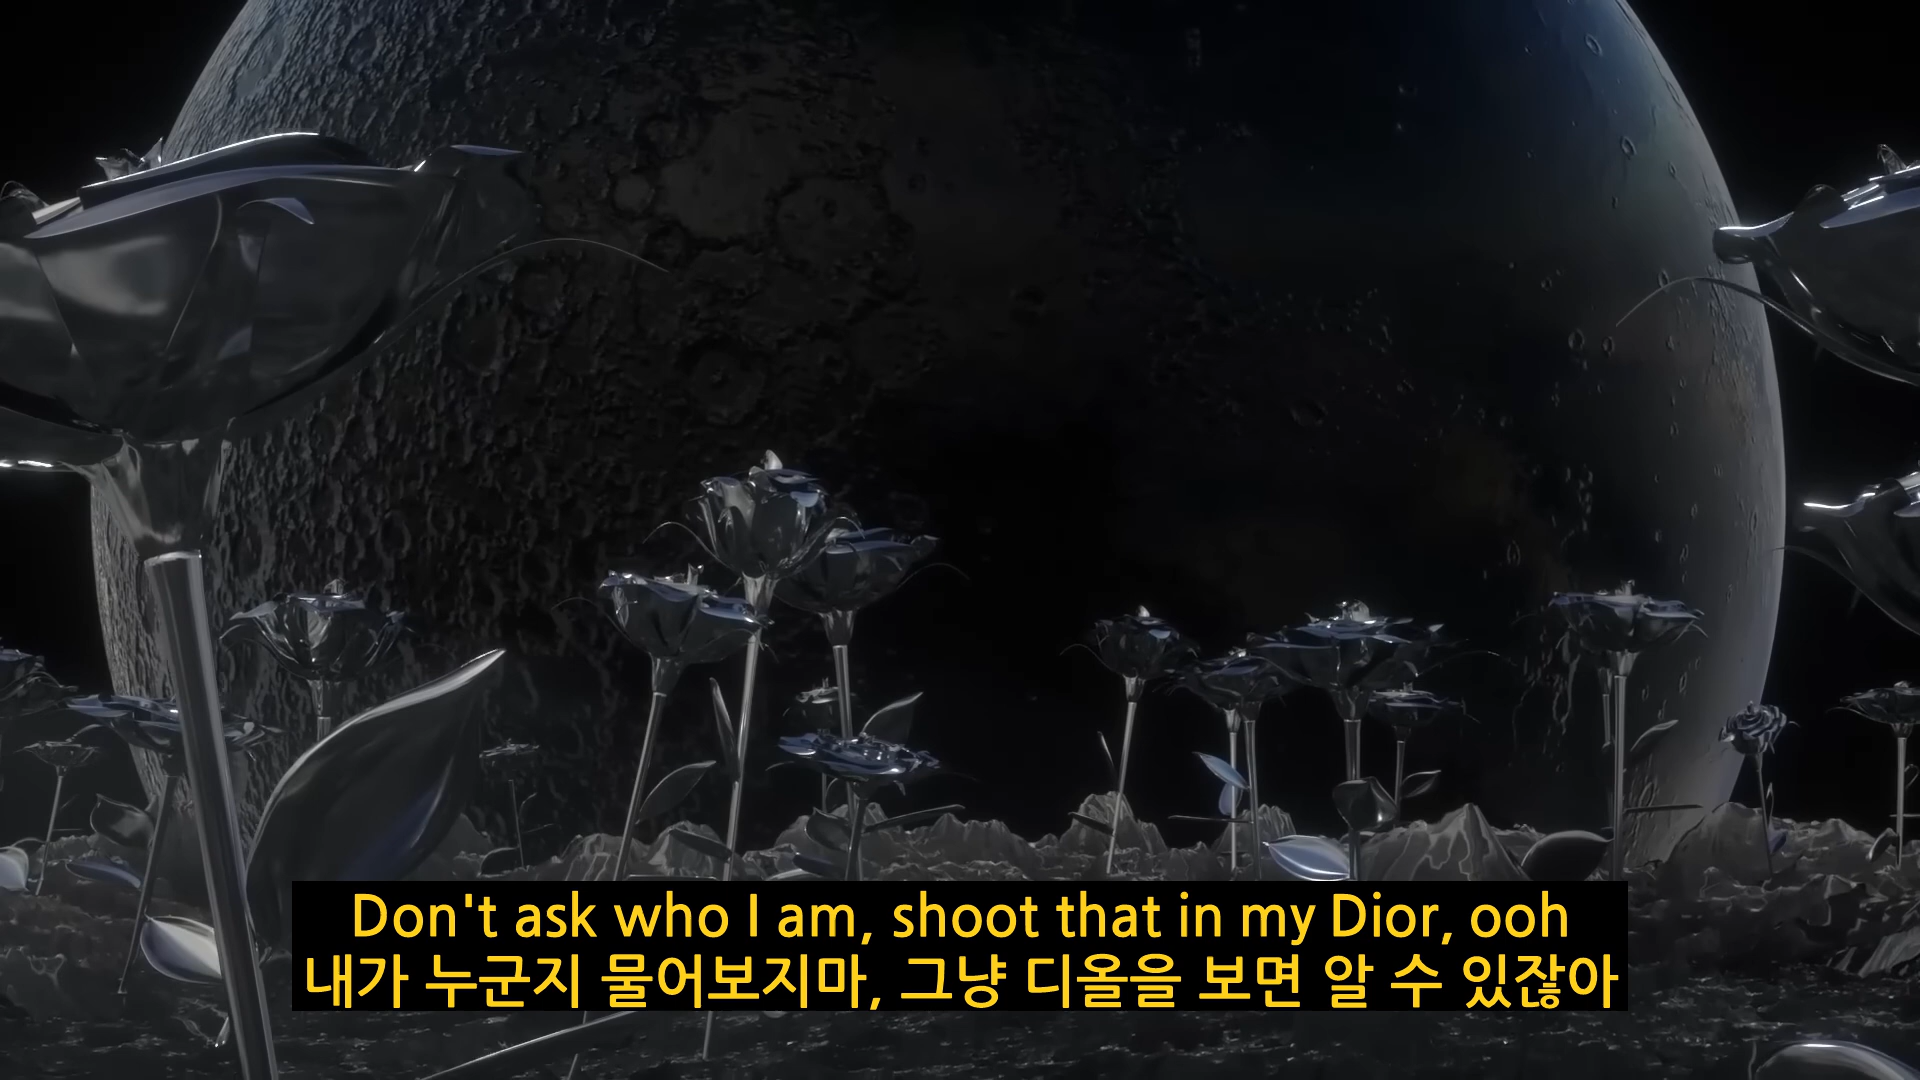 Don't ask who I am, shoot that in my Dior, ooh
내가 누군지 물어보지마, 그냥 디올을 보면 알 수 있잖아